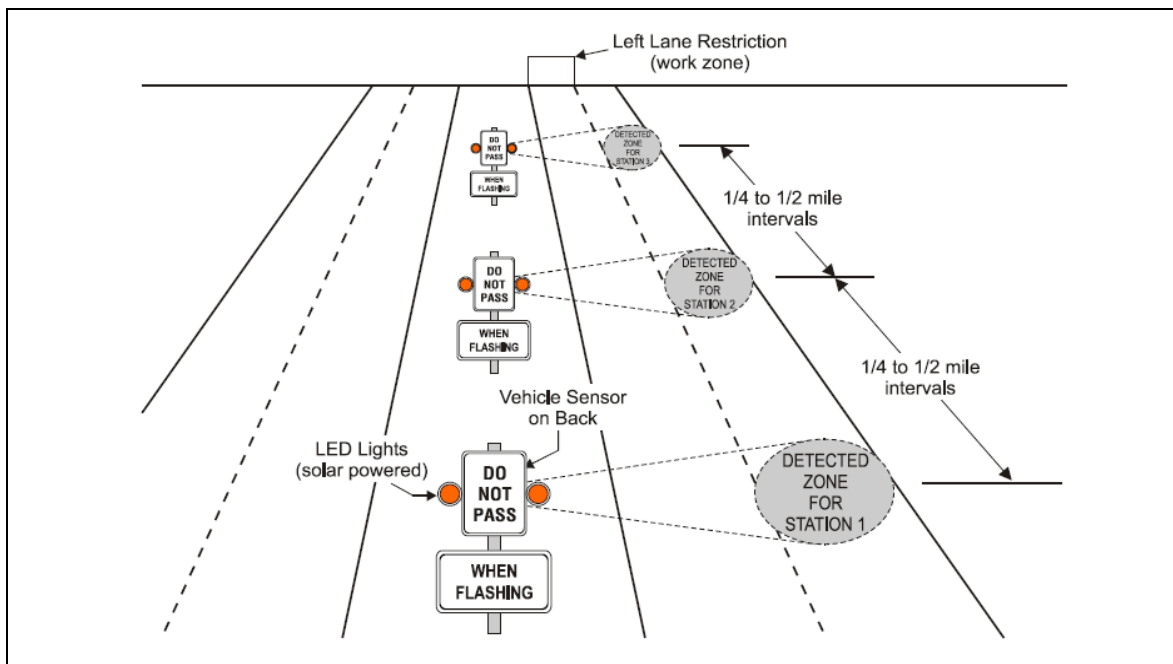 Left Lane Restriction
(work zone)
DO
NOT
PASS
WHEN
FLASHING
DETECTED
ZONE
FOR
STATION 3
1/4 to 1/2 mile
intervals
DO
NOT
PASS
WHEN
FLASHING
DETECTED
ZONE
FOR
STATION 2
1/4 to 1/2 mile
intervals
Vehicle Sensor
on Back
LED Lights
(solar powered)
DO
NOT
PASS
WHEN
FLASHING
DETECTED
ZONE
FOR
STATION 1